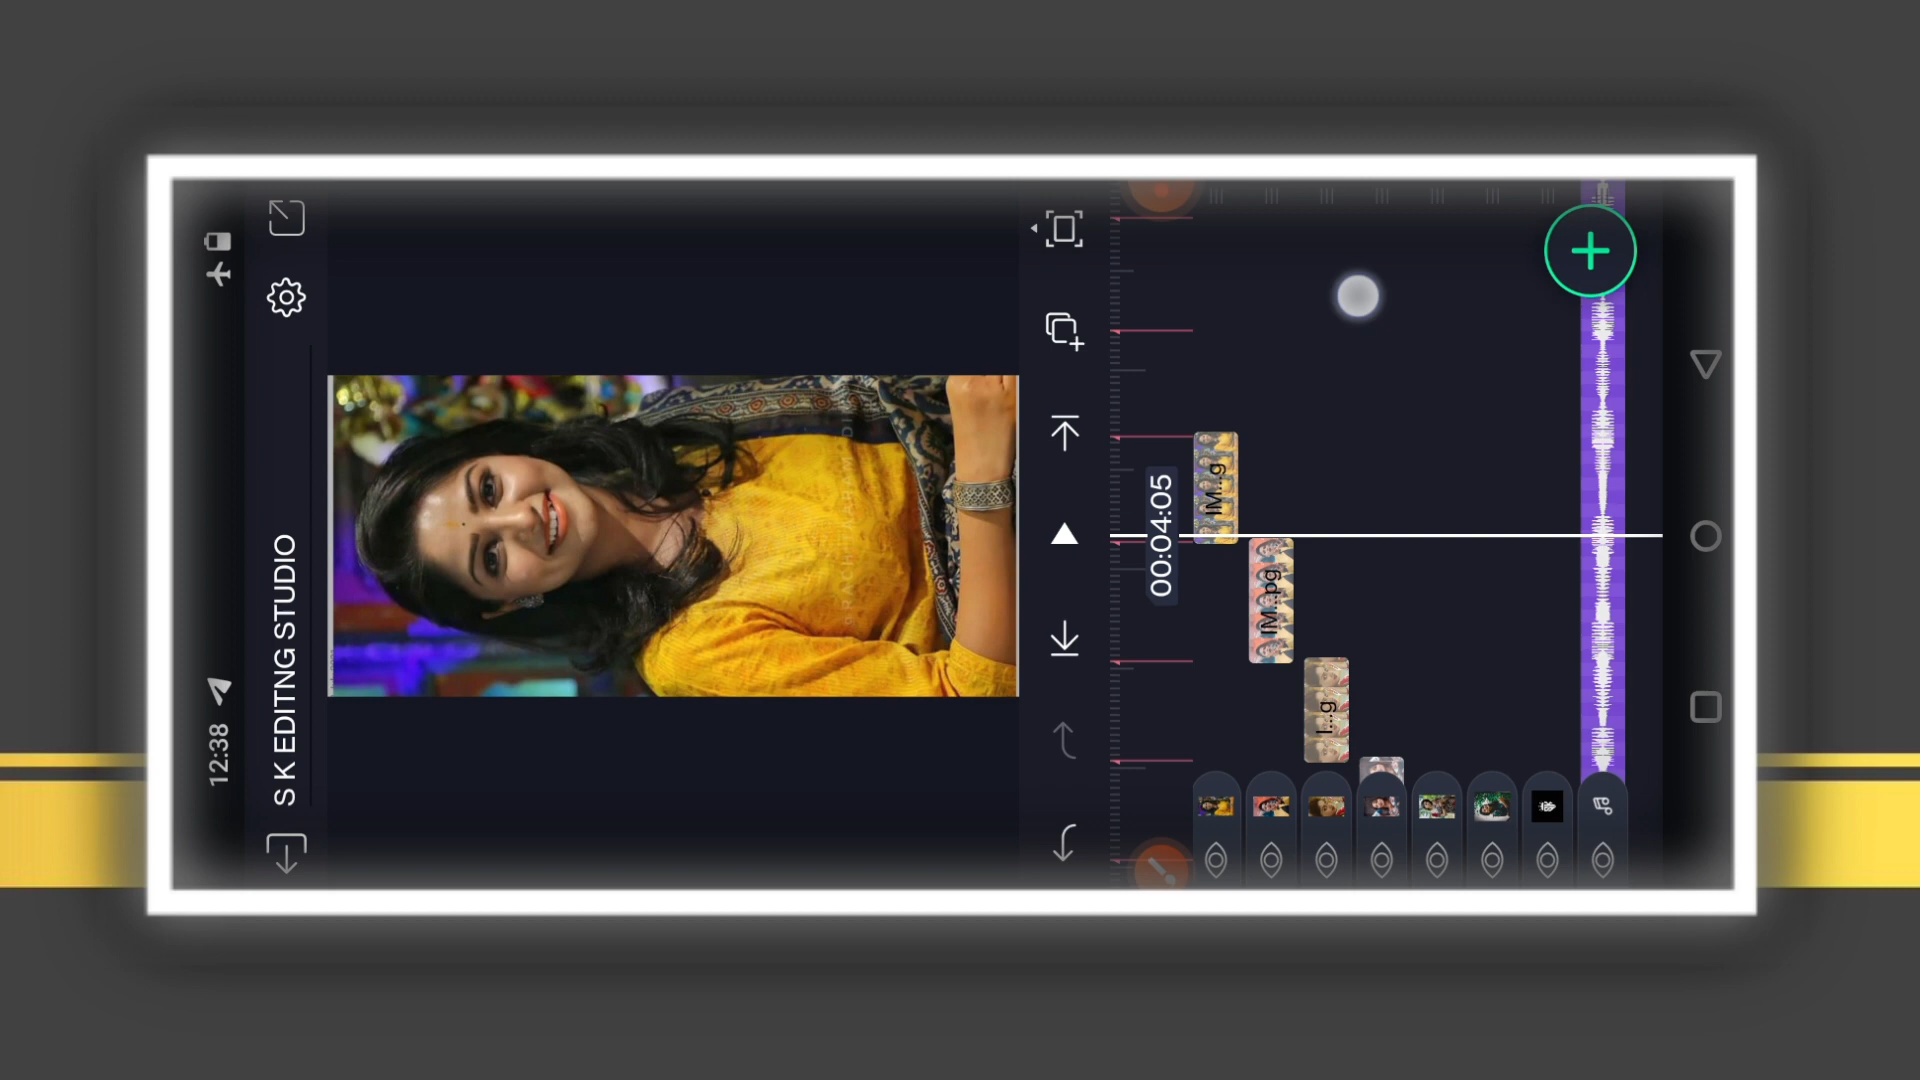 12:38
S K EDITNG STUDIO
00:04:05
IM...g
IM...pg
I...g